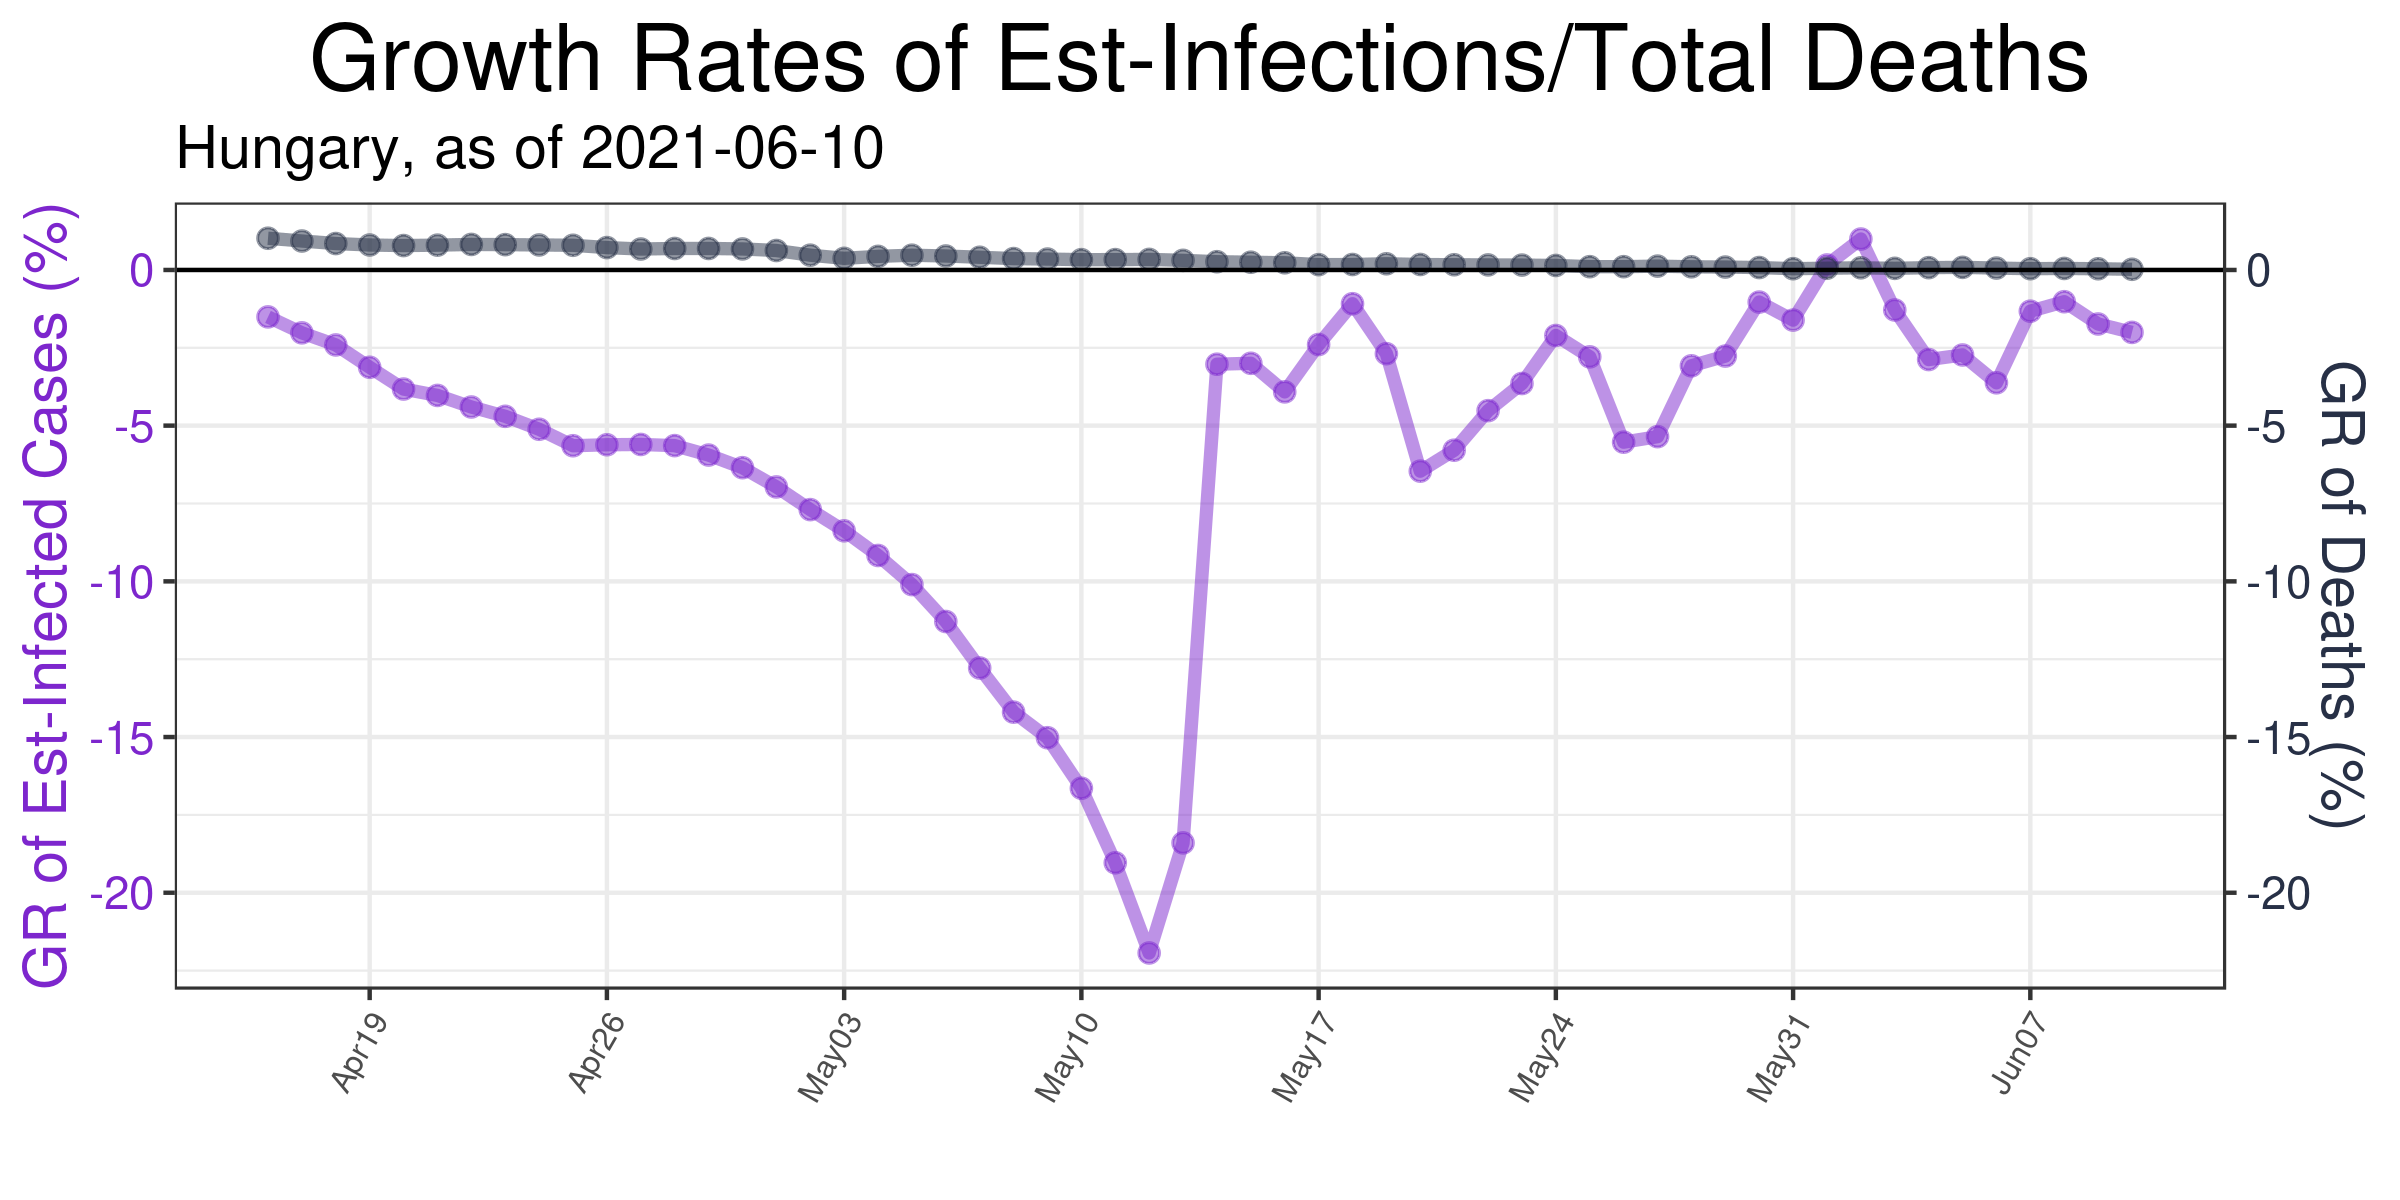 Growth Rates of Est-Infections/Total Deaths
Hungary, as of 2021-06-10
GR of Est-Infected Cases (%)
0
-5
-10
-15
-20
0
-5
-10
-15
-20
GR of Deaths (%)
Apr19
Apr26
May03
May10
May17
May24
May31
Jun07